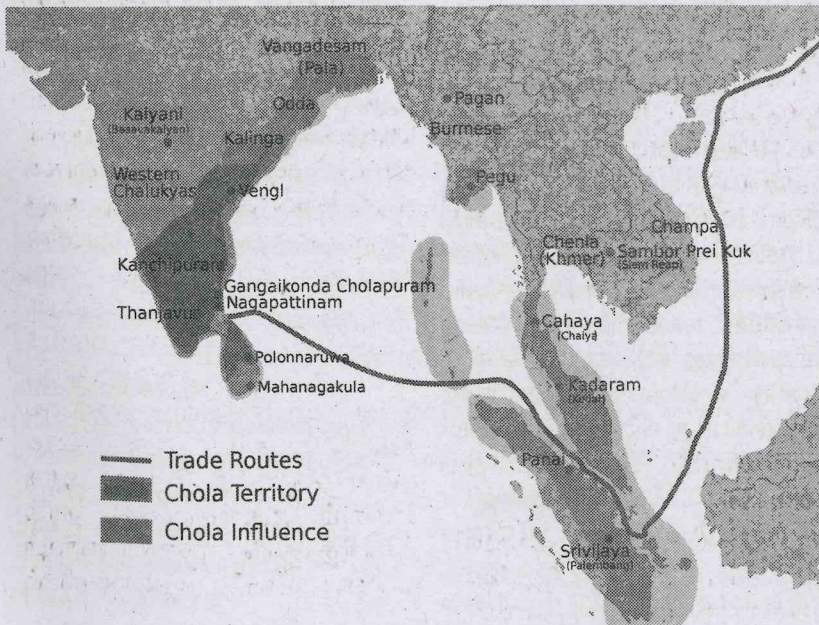 Vangadesam
(Pala)
Odda
Kalyani
(Basavakalyan)
Kalinga
Western
Chalukyas
Vengl
Kanchipuram
Gangaikonda Cholapuram
Nagapattinam
Thanjavur
Polonnaruwa
Mahanagakula
Pagan
Burmese
Pegu
Champa
Chenla
(Khmer)
Sambor Prei Kuk
(Siem Reap)
Cahaya
(Chaiya)
Kadaram
Panai
Srivijaya
(Palembang)
Trade Routes
Chola Territory
Chola Influence